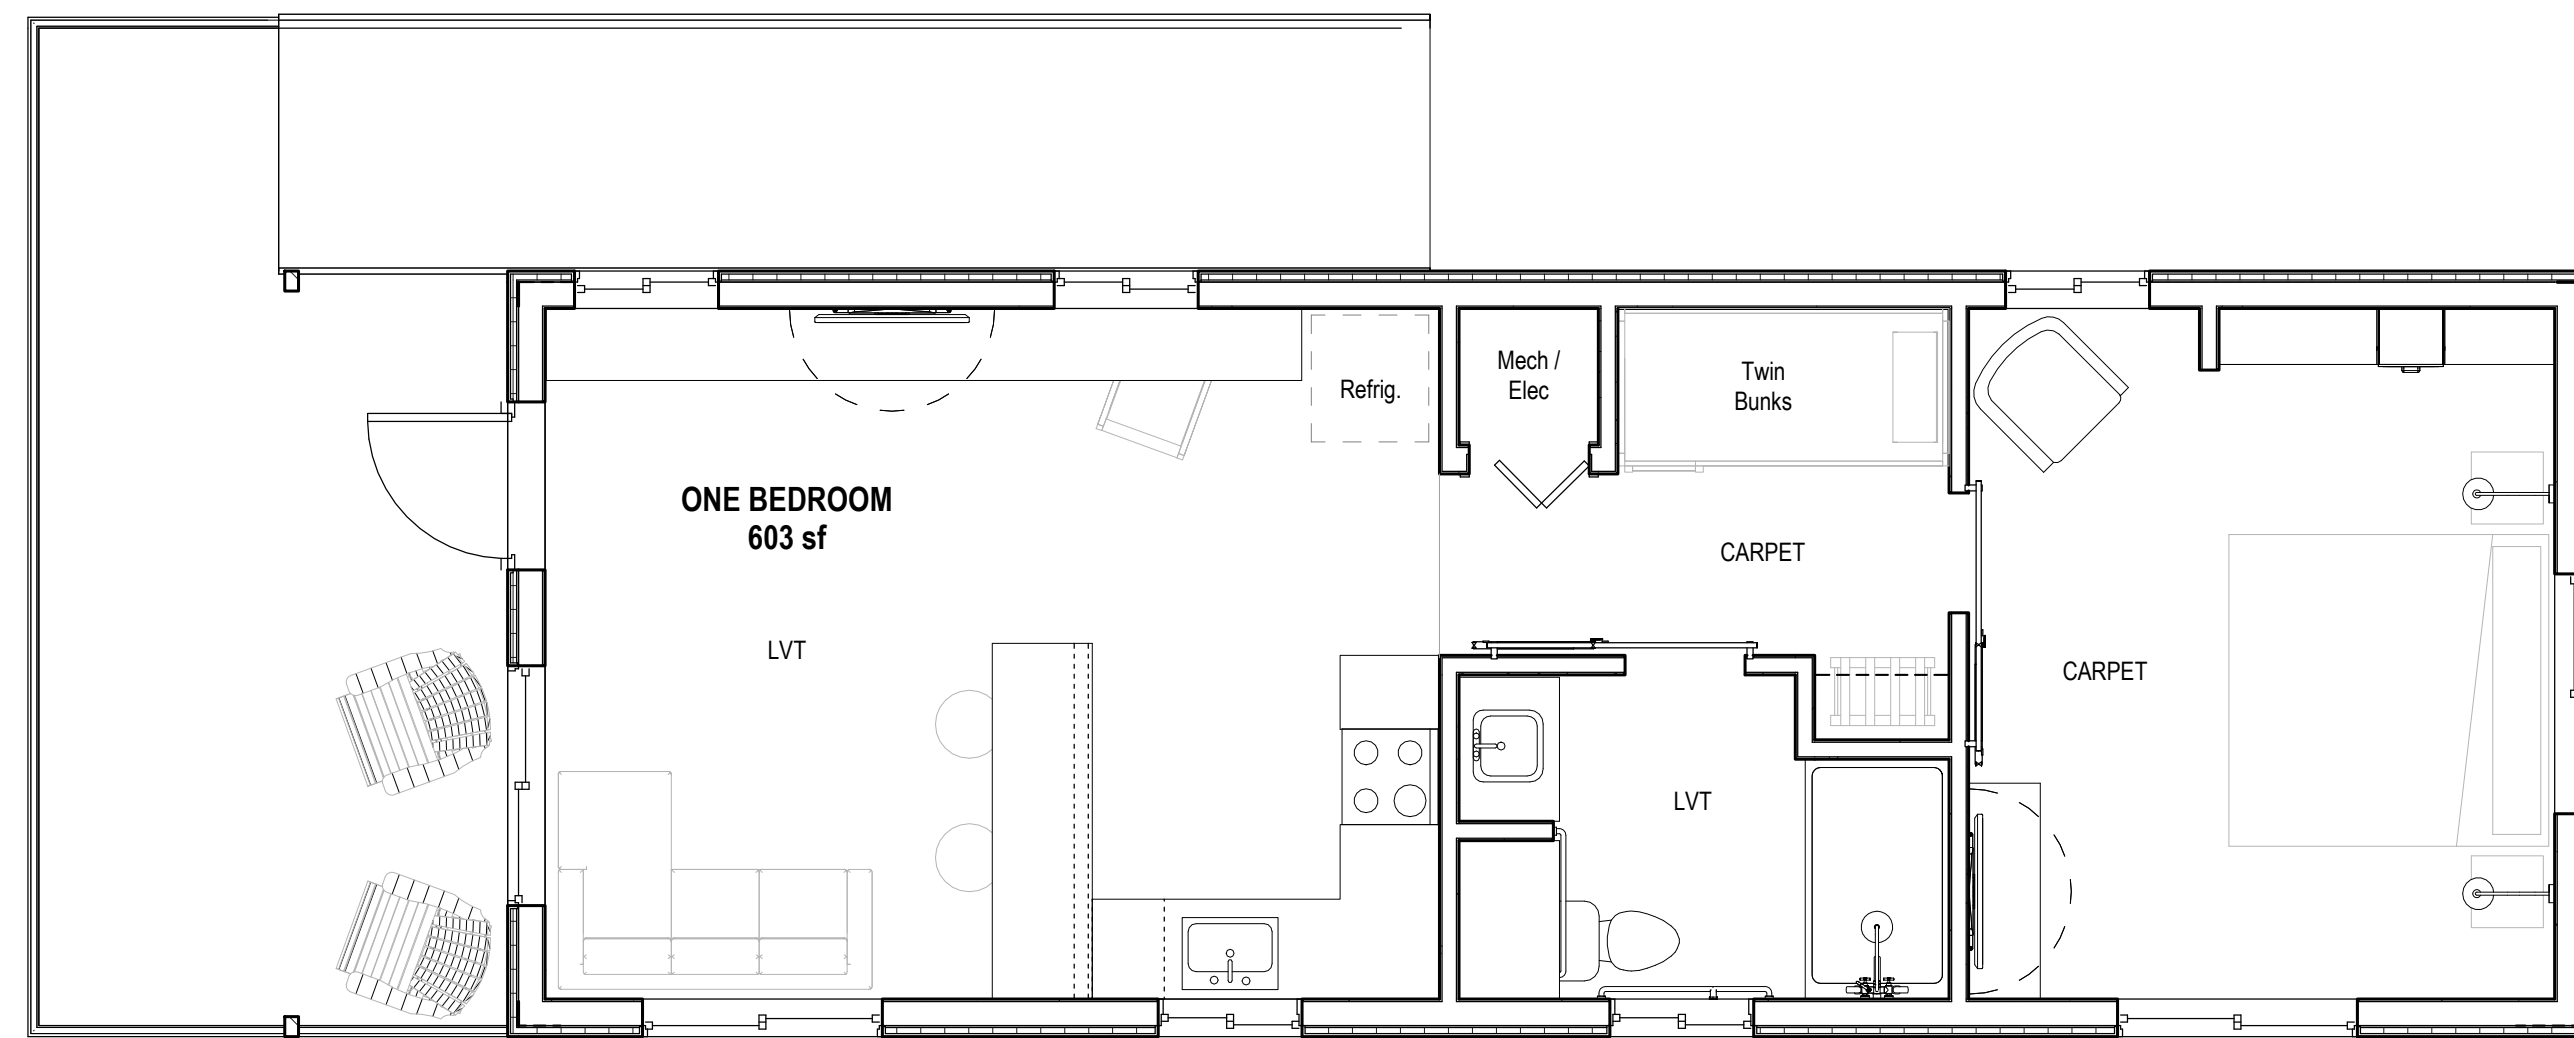 Mech /
Elec
Twin
Bunks
Refrig.
ONE BEDROOM
603 sf
CARPET
LVT
CARPET
LVT